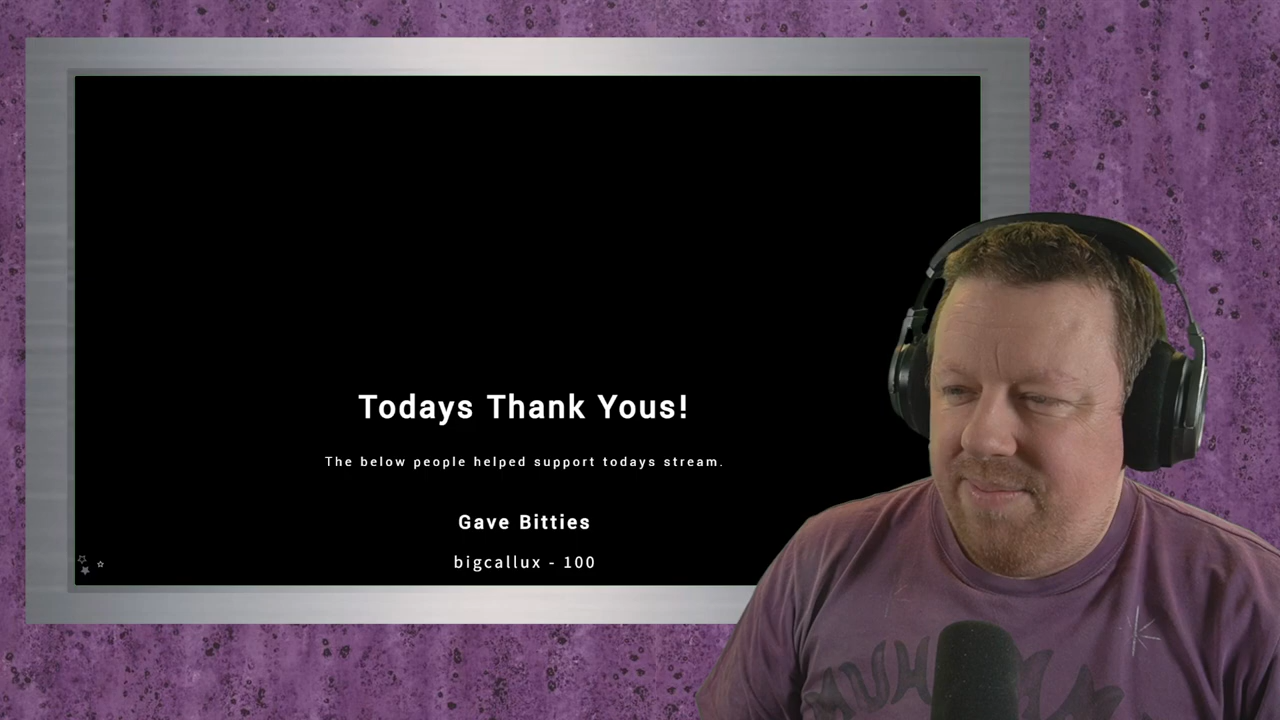 Todays Thank Yous!
The below people helped support todays stream.
Gave Bitties
bigcallux - 100